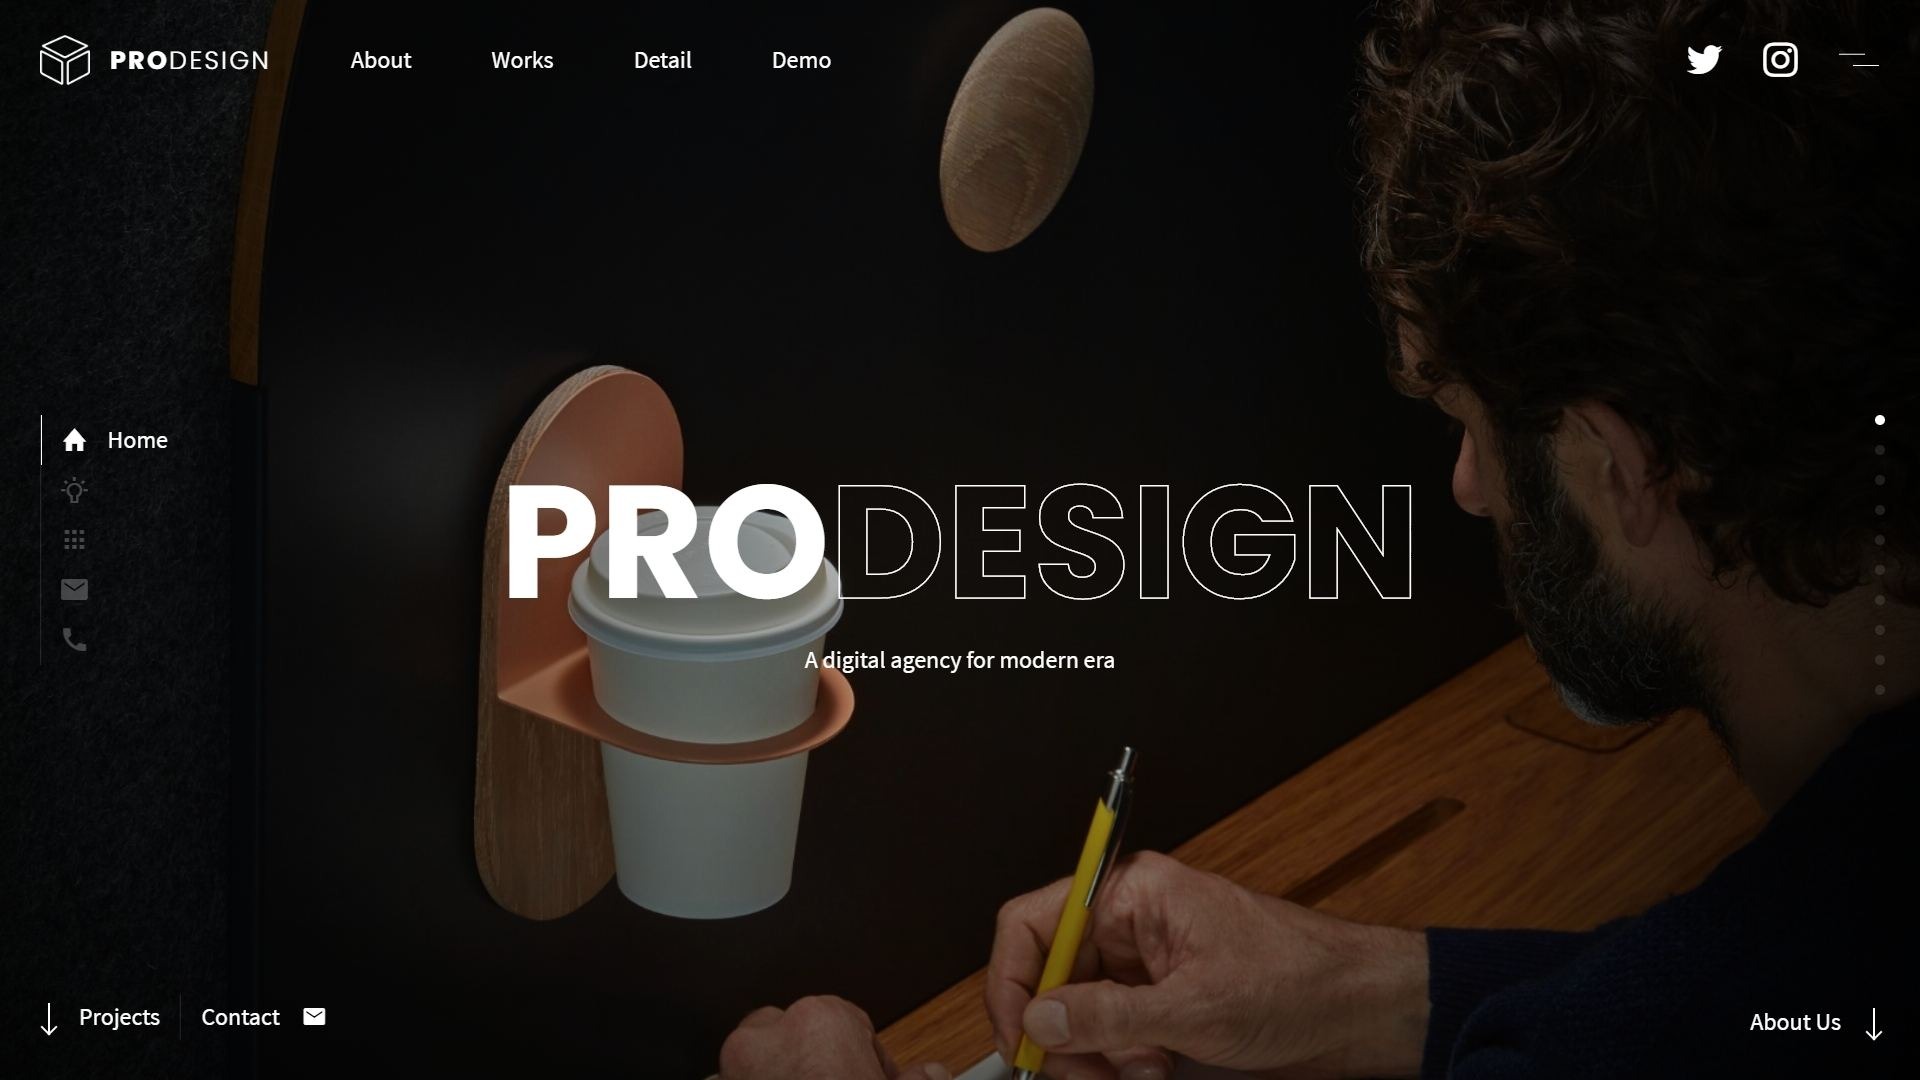 PRODESIGN About Works Detail Demo
Home
PRODESIGN
A digital agency for modern era
Projects Contact
About Us